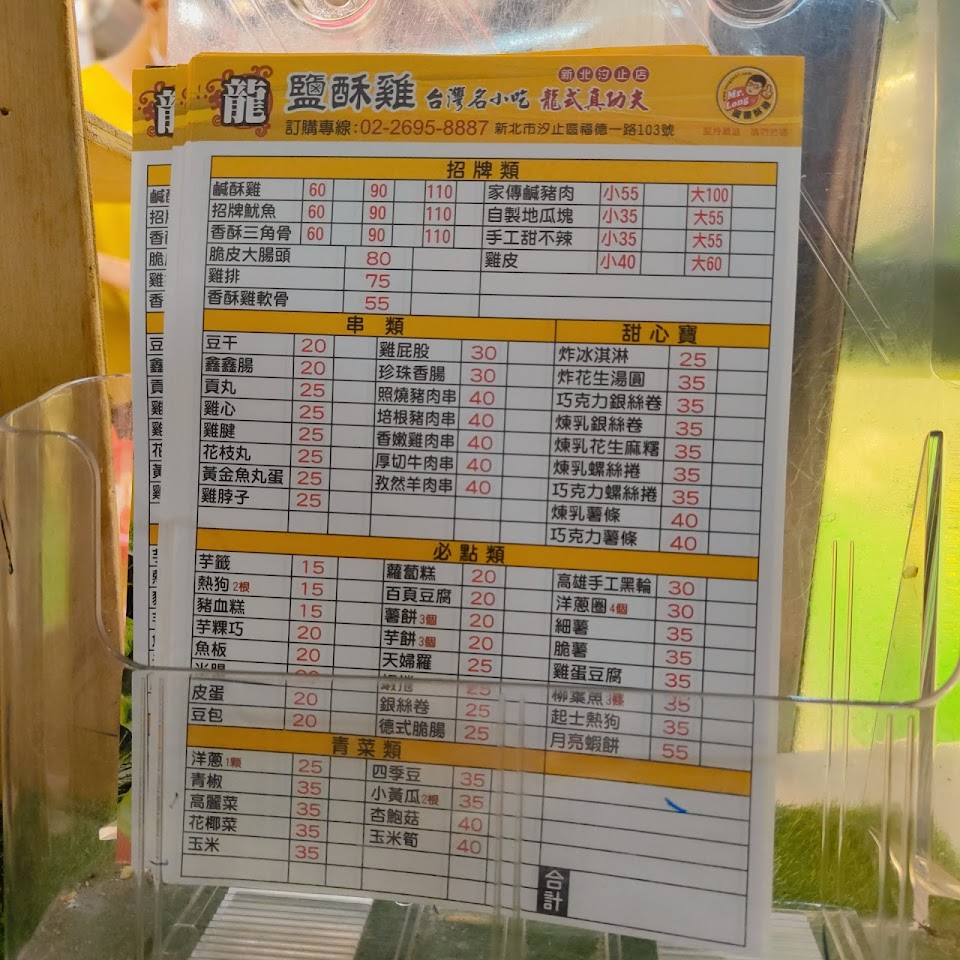 龍 鹽酥雞 台灣名小吃 龍式真功夫 新北汐止店
Mr. Long
訂購專線:02-2695-8887 新北市汐止區福德一路103號
招牌類
鹹酥雞 60 90 110 家傳鹹豬肉 小55 大100
招牌魷魚 60 90 110 自製地瓜塊 小35 大55
香酥三角骨 60 90 110 手工甜不辣 小35 大55
脆皮大腸頭 80 雞皮 小40 大60
雞排 75
香酥雞軟骨 55
串類 甜心寶
豆干 20 雞屁股 30 炸冰淇淋 25
鑫鑫腸 20 珍珠香腸 30 炸花生湯圓 35
貢丸 25 照燒豬肉串 40 巧克力銀絲卷 35
雞心 25 培根豬肉串 40 煉乳銀絲卷 35
雞腱 25 香嫩雞肉串 40 煉乳花生麻糬 35
花枝丸 25 厚切牛肉串 40 煉乳螺絲捲 35
黃金魚丸蛋 25 孜然羊肉串 40 巧克力螺絲捲 35
雞脖子 25 煉乳薯條 40
巧克力薯條 40
必點類
芋籤 15 蘿蔔糕 20 高雄手工黑輪 30
熱狗2根 15 百頁豆腐 20 洋蔥圈4個 30
豬血糕 15 薯餅3個 20 細薯 35
芋粿巧 20 芋餅3個 20 脆薯 35
魚板 20 天婦羅 25 雞蛋豆腐 35
米腸 25 柳葉魚3條 35
皮蛋 20 銀絲卷 25 起士熱狗 35
豆包 20 德式脆腸 25 月亮蝦餅 55
青菜類
洋蔥1顆 25 四季豆 35
青椒 35 小黃瓜2根 35
高麗菜 35 杏鮑菇 40
花椰菜 35 玉米筍 40
玉米 35
合計